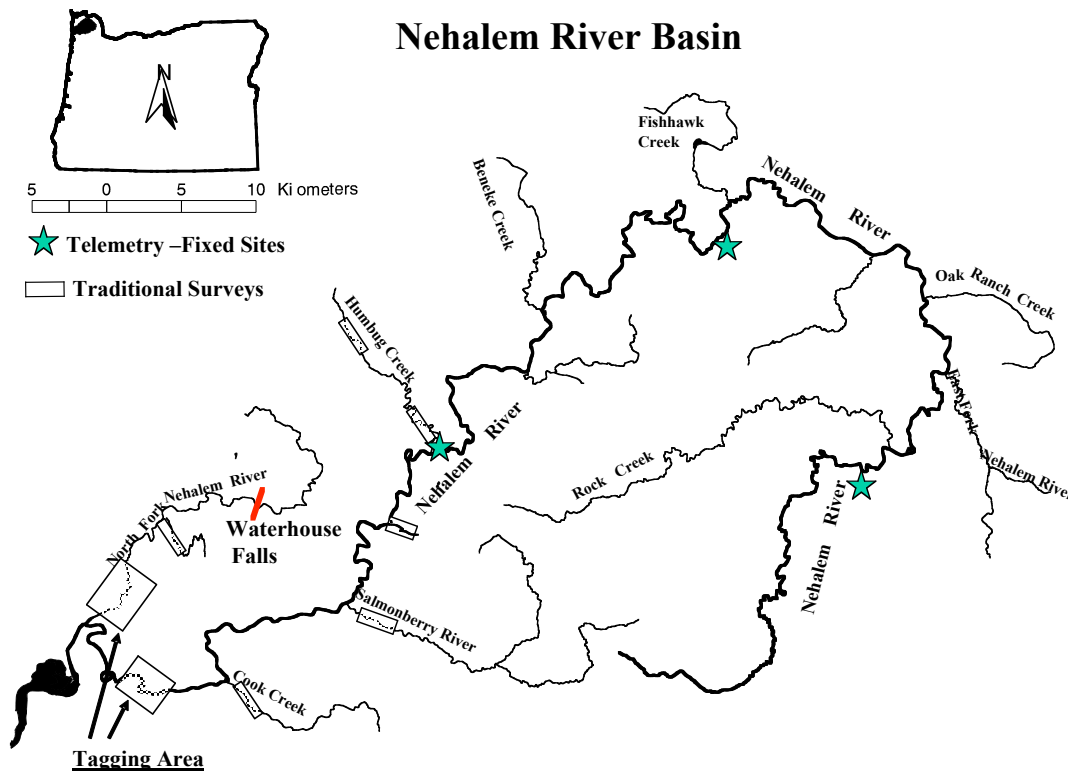 Nehalem River Basin
N
5 0 5 10 Ki ometers
Telemetry –Fixed Sites
Traditional Surveys
Fishhawk
Creek
Nehalem River
Beneke Creek
Oak Ranch Creek
Humbug Creek
East Fork
Nehalem River
Nehalem River
Rock Creek
Nehalem River
North Fork Nehalem River
Waterhouse
Falls
Salmonberry River
Cook Creek
Tagging Area